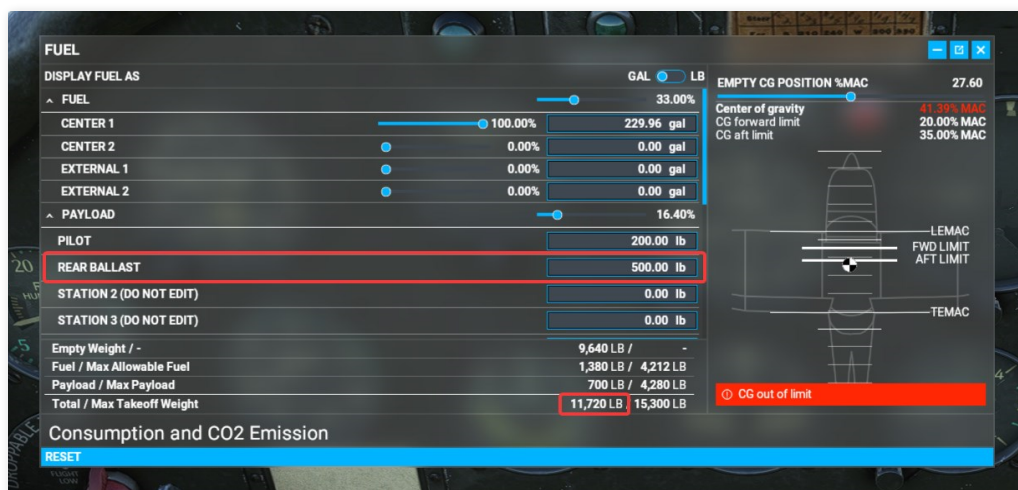 FUEL
DISPLAY FUEL AS GAL LB
FUEL 33.00%
CENTER 1 100.00% 229.96 gal
CENTER 2 0.00% 0.00 gal
EXTERNAL 1 0.00% 0.00 gal
EXTERNAL 2 0.00% 0.00 gal
PAYLOAD 16.40%
PILOT 200.00 lb
REAR BALLAST 500.00 lb
STATION 2 (DO NOT EDIT) 0.00 lb
STATION 3 (DO NOT EDIT) 0.00 lb
Empty Weight / - 9,640 LB / -
Fuel / Max Allowable Fuel 1,380 LB / 4,212 LB
Payload / Max Payload 700 LB / 4,280 LB
Total / Max Takeoff Weight 11,720 LB / 15,300 LB
Consumption and CO2 Emission
RESET
EMPTY CG POSITION %MAC 27.60
Center of gravity 41.39% MAC
CG forward limit 20.00% MAC
CG aft limit 35.00% MAC
LEMAC
FWD LIMIT
AFT LIMIT
TEMAC
CG out of limit
20
5
DROPPABLE
FLIGHT
LOW